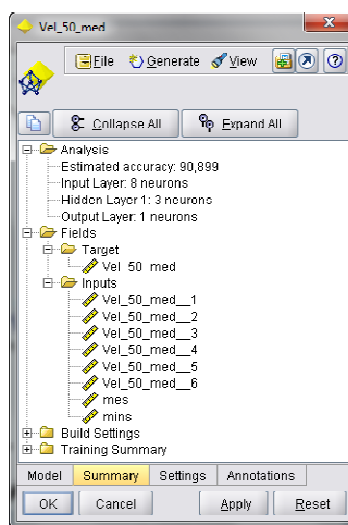 Vel_50_med
File Generate View
Collapse All Expand All
Analysis
Estimated accuracy: 90,899
Input Layer: 8 neurons
Hidden Layer 1: 3 neurons
Output Layer: 1 neurons
Fields
Target
Vel_50_med
Inputs
Vel_50_med__1
Vel_50_med__2
Vel_50_med__3
Vel_50_med__4
Vel_50_med__5
Vel_50_med__6
mes
mins
Build Settings
Training Summary
Model Summary Settings Annotations
OK Cancel Apply Reset